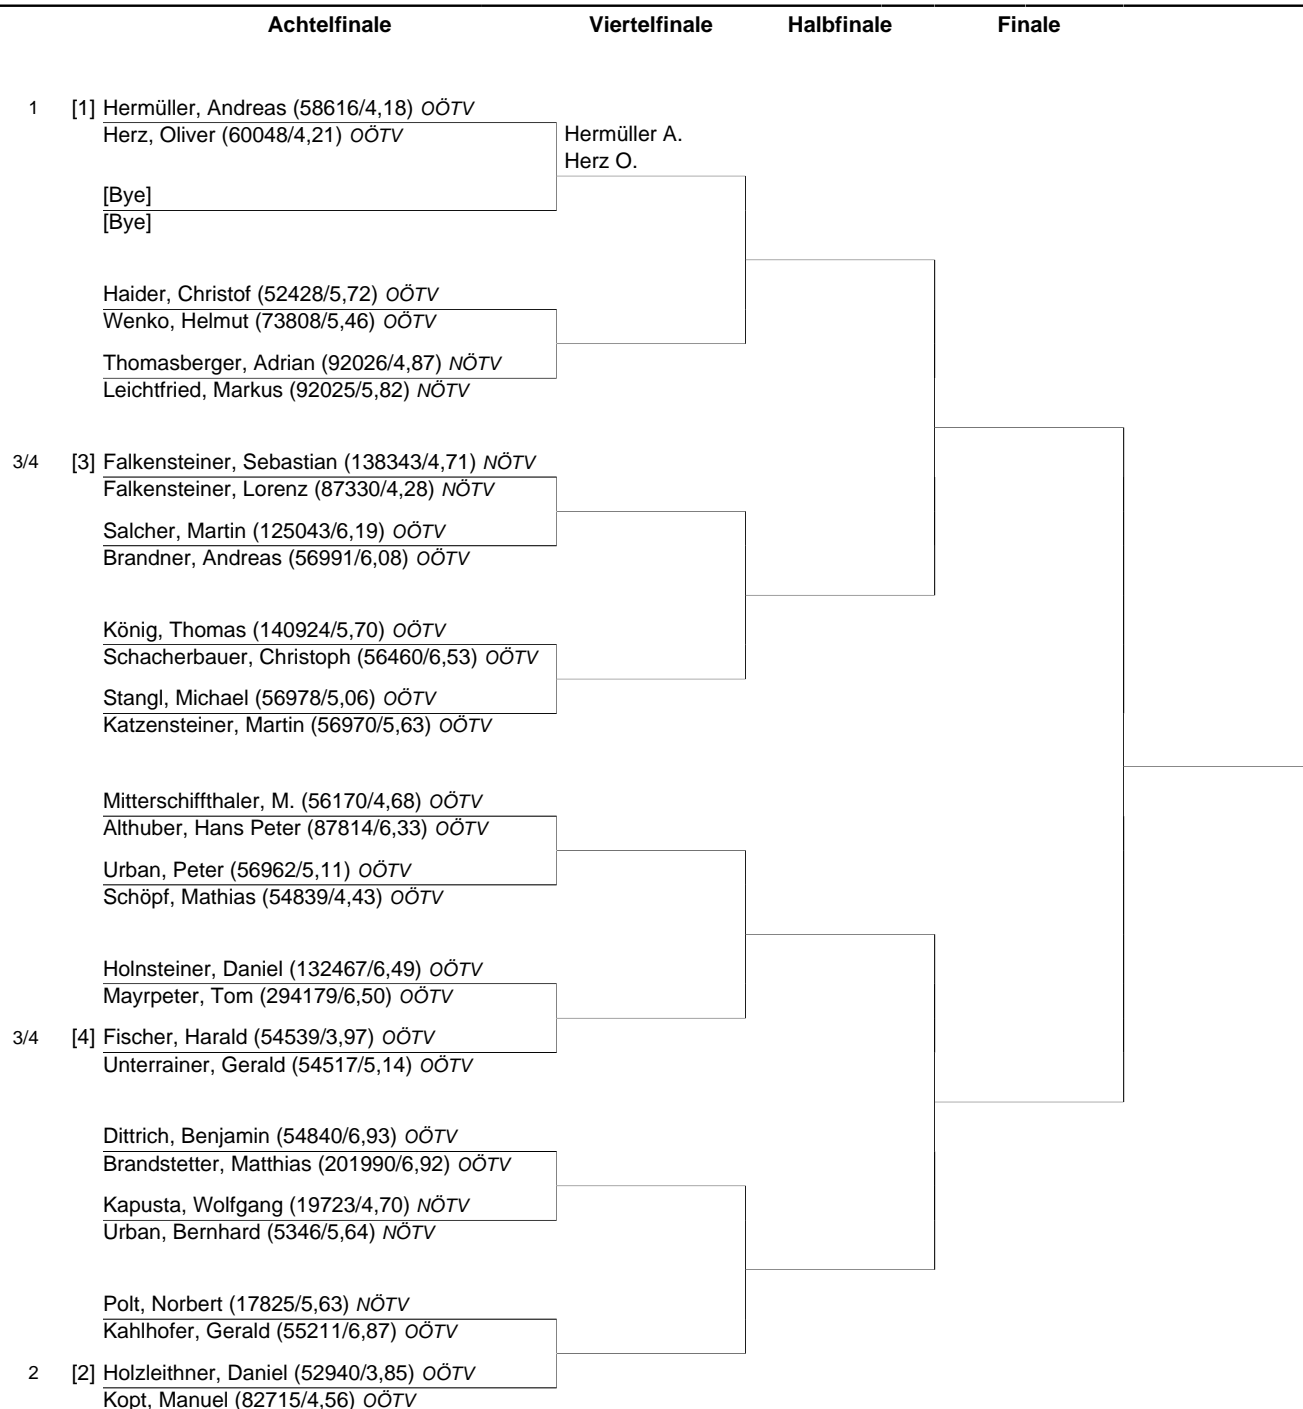 Achtelfinale Viertelfinale Halbfinale Finale
1 [1] Hermüller, Andreas (58616/4,18) OÖTV
Herz, Oliver (60048/4,21) OÖTV
Hermüller A.
Herz O.
[Bye]
[Bye]
Haider, Christof (52428/5,72) OÖTV
Wenko, Helmut (73808/5,46) OÖTV
Thomasberger, Adrian (92026/4,87) NÖTV
Leichtfried, Markus (92025/5,82) NÖTV
3/4 [3] Falkensteiner, Sebastian (138343/4,71) NÖTV
Falkensteiner, Lorenz (87330/4,28) NÖTV
Salcher, Martin (125043/6,19) OÖTV
Brandner, Andreas (56991/6,08) OÖTV
König, Thomas (140924/5,70) OÖTV
Schacherbauer, Christoph (56460/6,53) OÖTV
Stangl, Michael (56978/5,06) OÖTV
Katzensteiner, Martin (56970/5,63) OÖTV
Mitterschiffthaler, M. (56170/4,68) OÖTV
Althuber, Hans Peter (87814/6,33) OÖTV
Urban, Peter (56962/5,11) OÖTV
Schöpf, Mathias (54839/4,43) OÖTV
Holnsteiner, Daniel (132467/6,49) OÖTV
Mayrpeter, Tom (294179/6,50) OÖTV
3/4 [4] Fischer, Harald (54539/3,97) OÖTV
Unterrainer, Gerald (54517/5,14) OÖTV
Dittrich, Benjamin (54840/6,93) OÖTV
Brandstetter, Matthias (201990/6,92) OÖTV
Kapusta, Wolfgang (19723/4,70) NÖTV
Urban, Bernhard (5346/5,64) NÖTV
Polt, Norbert (17825/5,63) NÖTV
Kahlhofer, Gerald (55211/6,87) OÖTV
2 [2] Holzleithner, Daniel (52940/3,85) OÖTV
Kopt, Manuel (82715/4,56) OÖTV